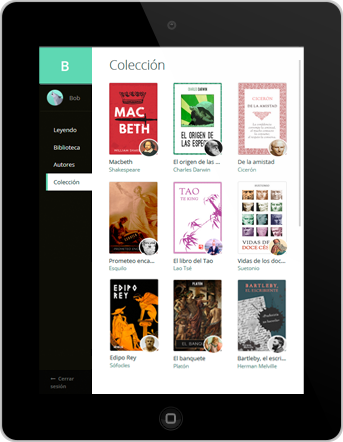 B
Bob
Leyendo
Biblioteca
Autores
Colección
← Cerrar
sesión
Colección
MAC
BETH
WILLIAM SHAKES
Macbeth
Shakespeare
CHARLES DARWIN
EL ORIGEN DE
LAS ESPECIES
El origen de las ...
Charles Darwin
CICERÓN
DE LA AMISTAD
De la amistad
Cicerón
Prometeo enca...
Esquilo
TAO
TE KING
El libro del Tao
Lao Tsé
VIDAS DE
DOCE CÉS
Vidas de los doc...
Suetonio
EDIPO
REY
Edipo Rey
Sófocles
PLATÓN
EL BANQUETE
El banquete
Platón
BARTLEBY,
EL ESCRIBIENTE
Bartleby, el escri...
Herman Melville